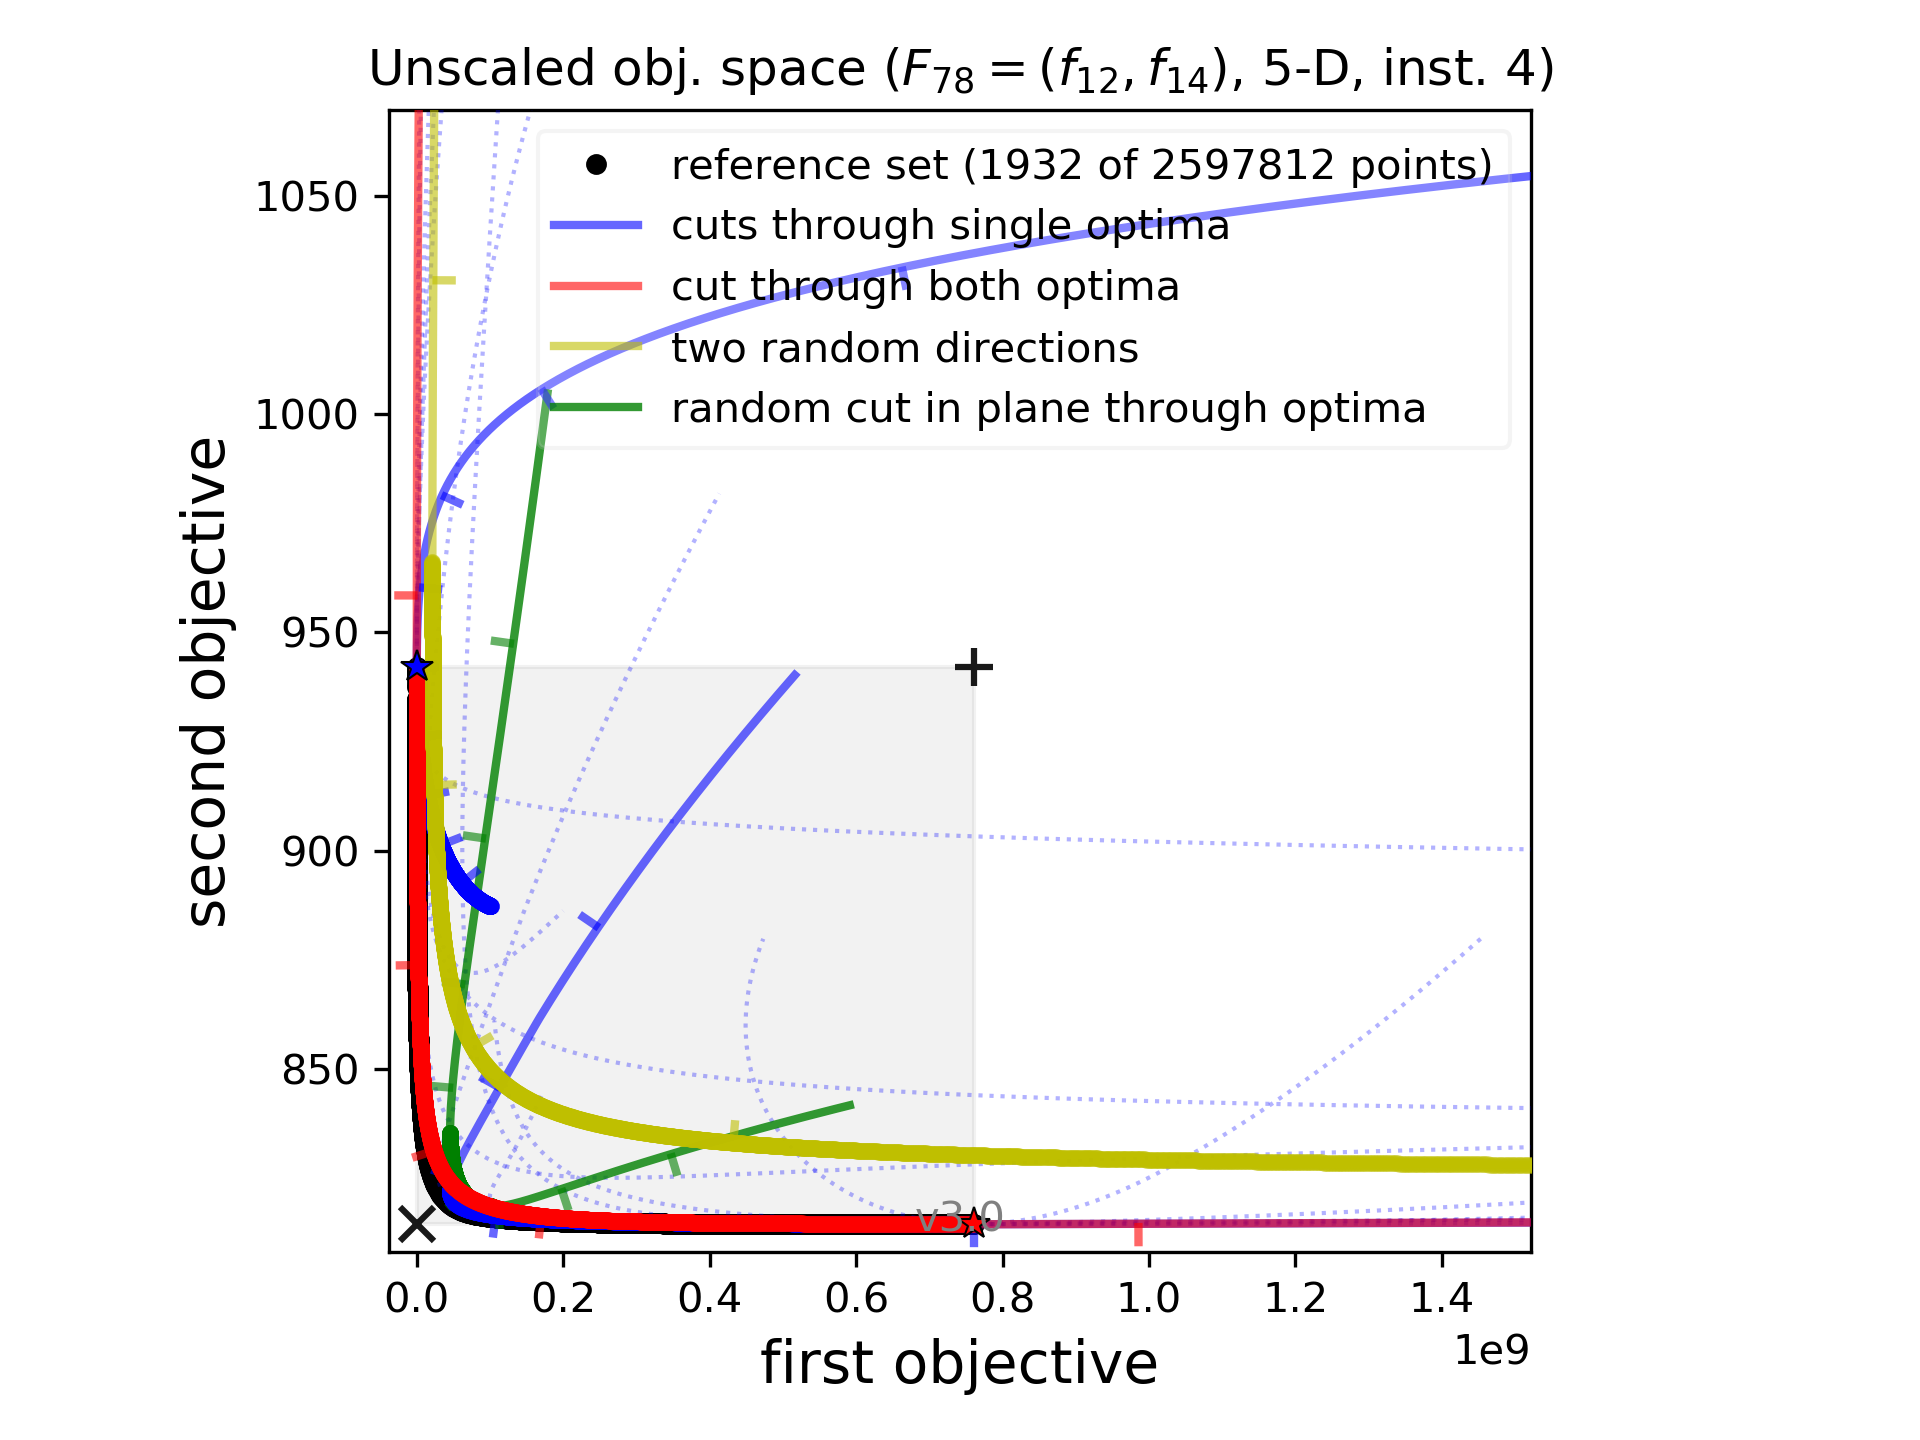 Unscaled obj. space (F78 = (f12, f14), 5-D, inst. 4)
reference set (1932 of 2597812 points)
cuts through single optima
cut through both optima
two random directions
random cut in plane through optima
second objective
1050
1000
950
900
850
v3.0
0.0 0.2 0.4 0.6 0.8 1.0 1.2 1.4
1e9
first objective